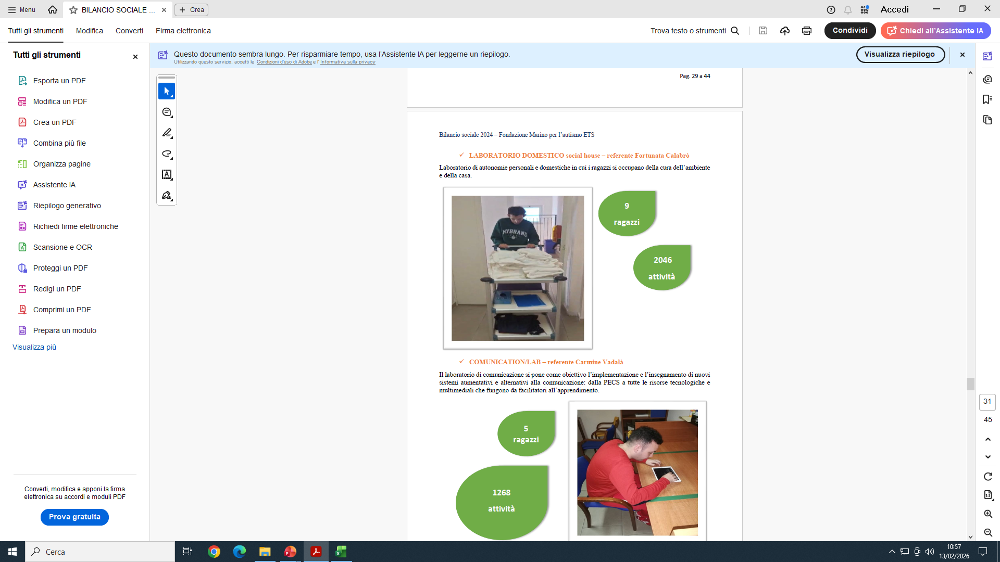 Menu
BILANCIO SOCIALE ...
Crea
Accedi
Tutti gli strumenti
Modifica
Converti
Firma elettronica
Trova testo o strumenti
Condividi
Chiedi all'Assistente IA
Tutti gli strumenti
Esporta un PDF
Modifica un PDF
Crea un PDF
Combina più file
Organizza pagine
Assistente IA
Riepilogo generativo
Richiedi firme elettroniche
Scansione e OCR
Proteggi un PDF
Redigi un PDF
Comprimi un PDF
Prepara un modulo
Visualizza più
Converti, modifica e apponi la firma
elettronica su accordi e moduli PDF
Prova gratuita
Questo documento sembra lungo. Per risparmiare tempo, usa l'Assistente IA per leggerne un riepilogo.
Utilizzando questo servizio, accetti le Condizioni d'uso di Adobe e l' Informativa sulla privacy
Visualizza riepilogo
Pag. 29 a 44
Bilancio sociale 2024 – Fondazione Marino per l'autismo ETS
✓ LABORATORIO DOMESTICO social house – referente Fortunata Calabrò
Laboratorio di autonomie personali e domestiche in cui i ragazzi si occupano della cura dell'ambiente
e della casa.
MYBRAND
9
ragazzi
2046
attività
✓ COMUNICATION/LAB – referente Carmine Vadalà
Il laboratorio di comunicazione si pone come obiettivo l'implementazione e l'insegnamento di nuovi
sistemi aumentativi e alternativi alla comunicazione: dalla PECS a tutte le risorse tecnologiche e
multimediali che fungono da facilitatori all'apprendimento.
5
ragazzi
1268
attività
31
45
Cerca
10:57
13/02/2026